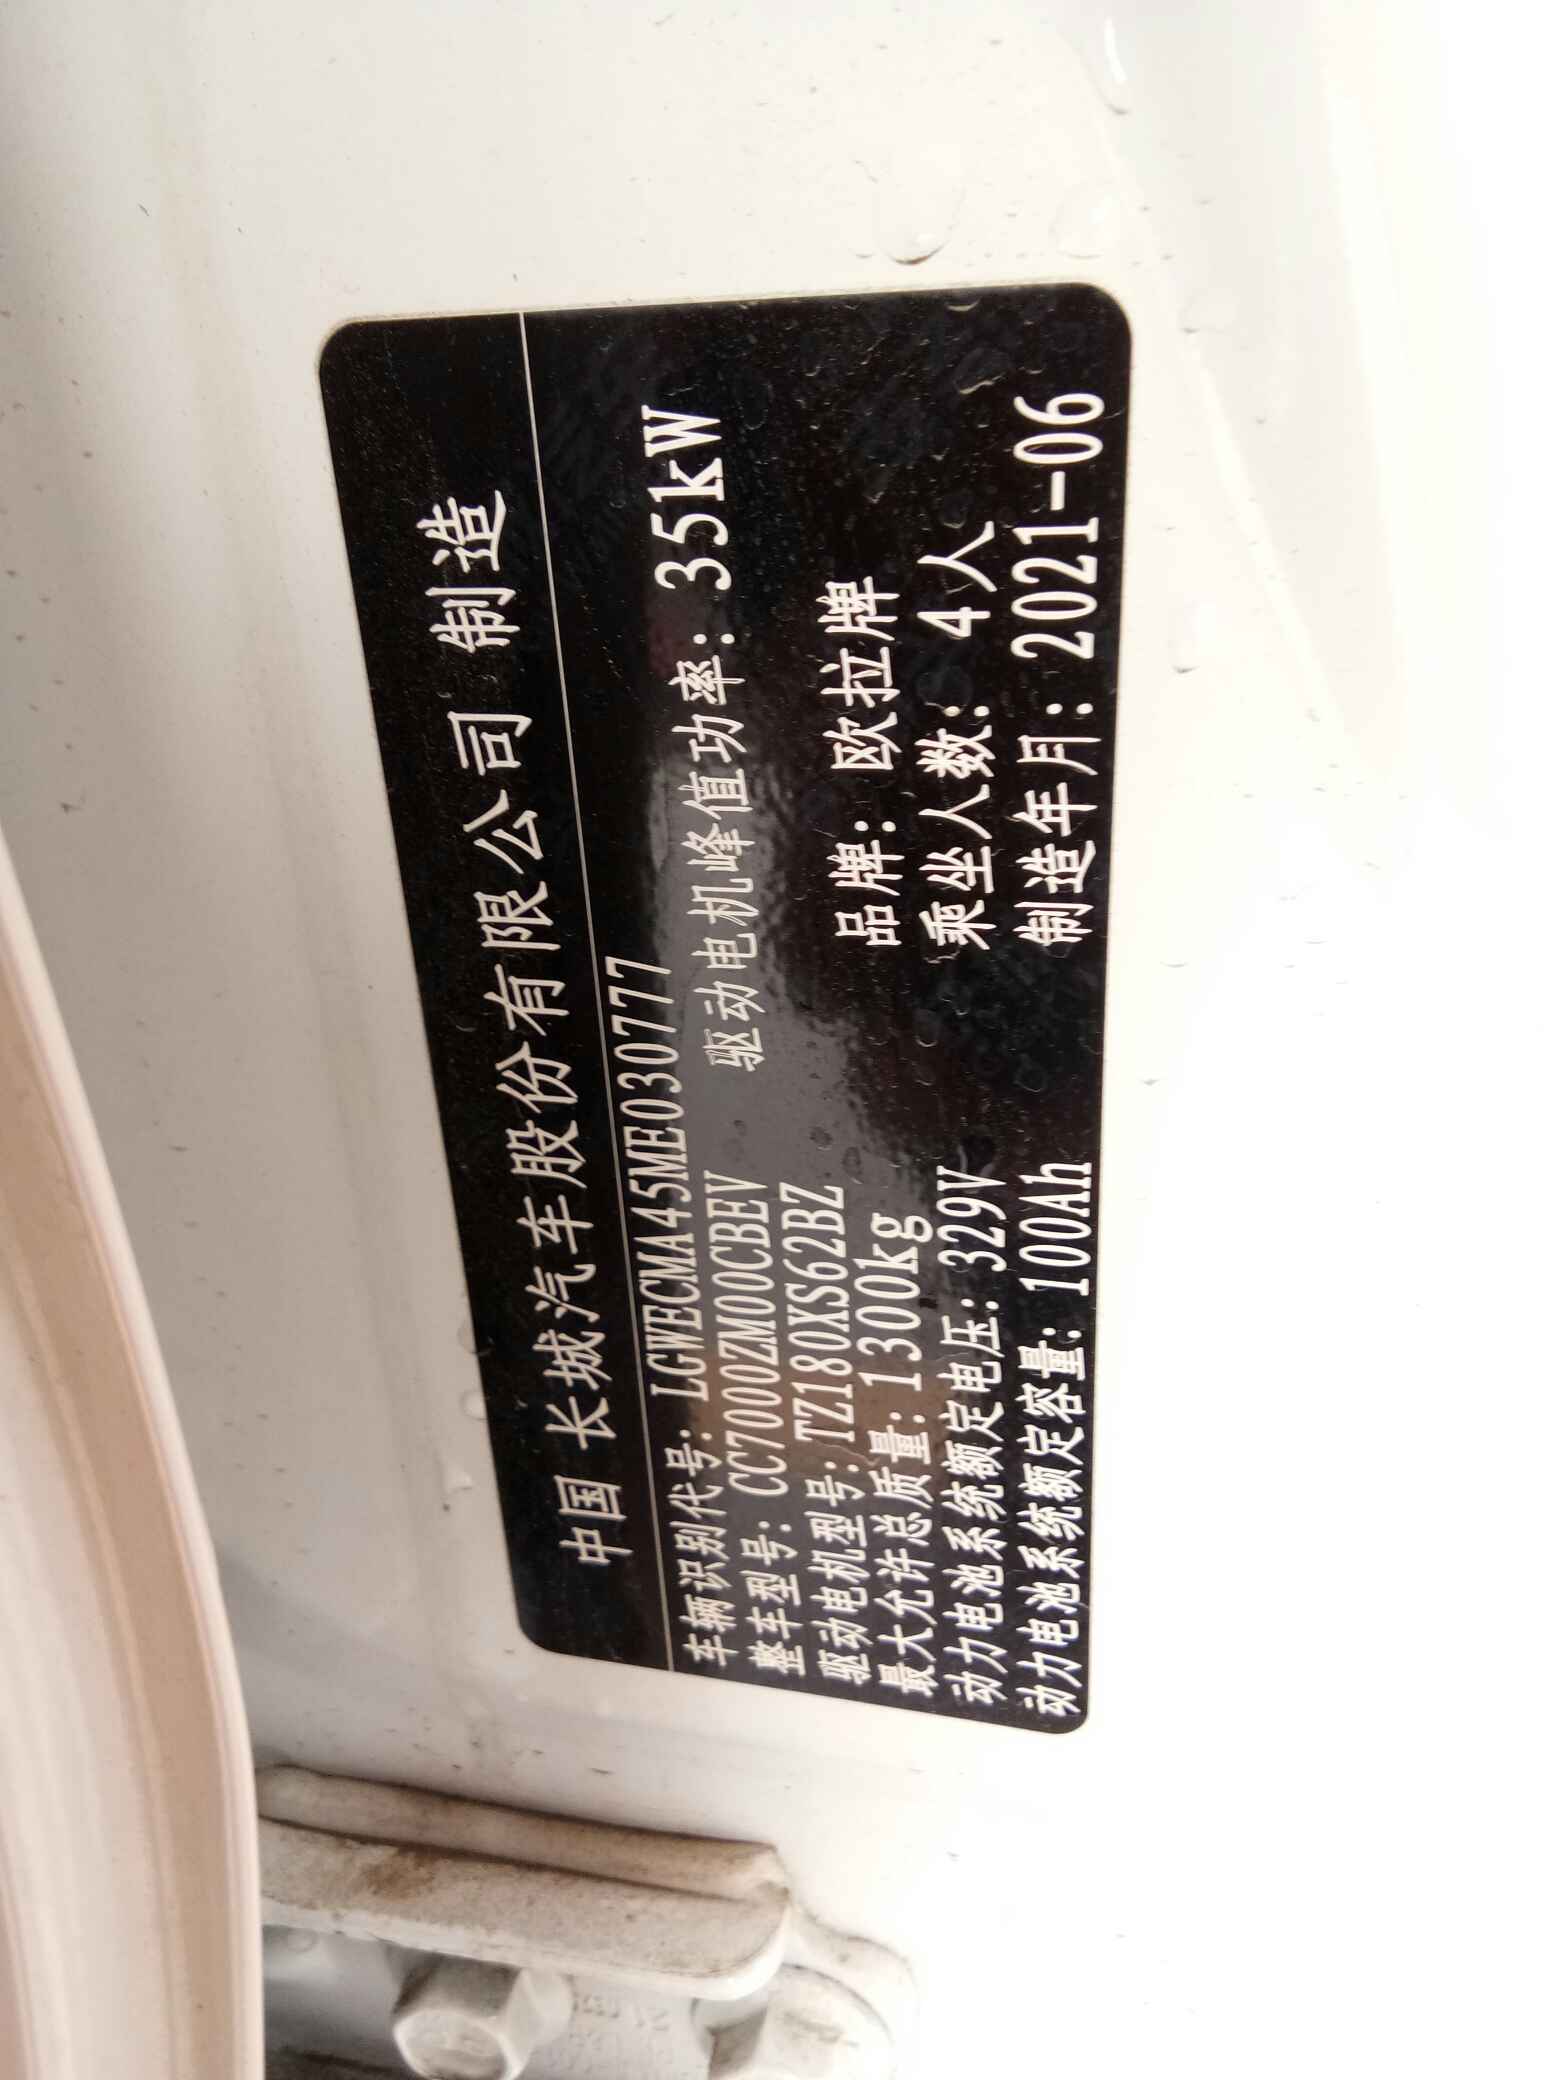 中国 长城汽车股份有限公司 制造
车辆识别代号: LGWECMA45ME030777
整车型号: CC7000ZM00CBEV 驱动电机峰值功率: 35kW
驱动电机型号: TZ180XS62BZ
最大允许总质量: 1300kg 品牌: 欧拉牌
动力电池系统额定电压: 329V 乘坐人数: 4人
动力电池系统额定容量: 100Ah 制造年月: 2021-06